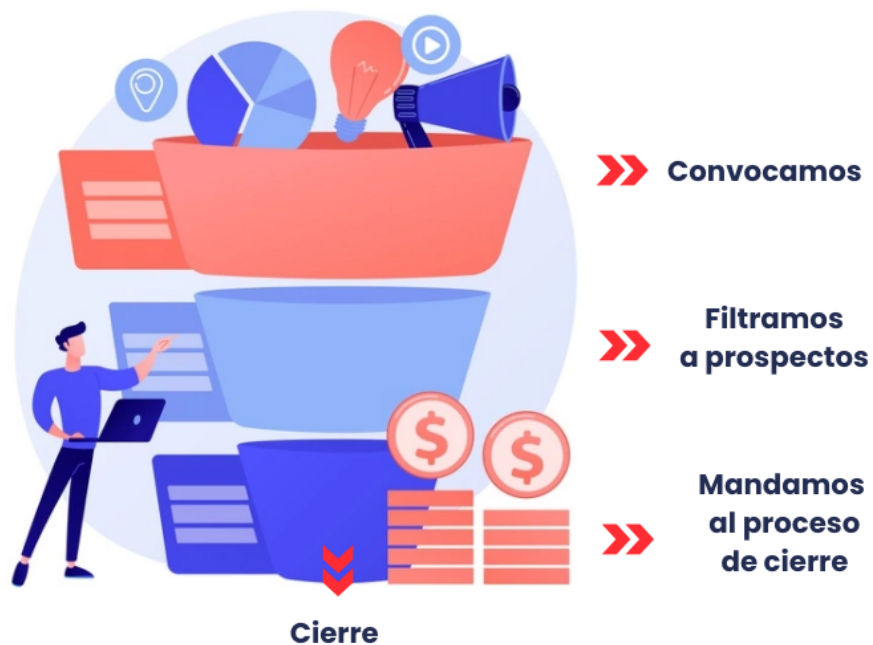 Convocamos
Filtramos
a prospectos
Mandamos
al proceso
de cierre
Cierre